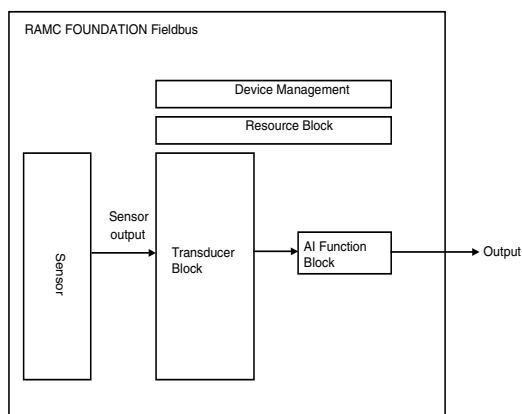 RAMC FOUNDATION Fieldbus
Device Management
Resource Block
Sensor
output
Sensor
Transducer
Block
AI Function
Block
Output